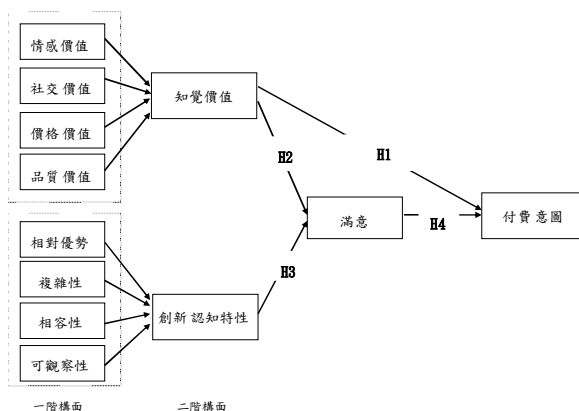 情感價值
社交價值
知覺價值
價格價值
品質價值
H2
H1
滿意
H4
付費意圖
相對優勢
複雜性
H3
相容性
創新認知特性
可觀察性
一階構面
二階構面